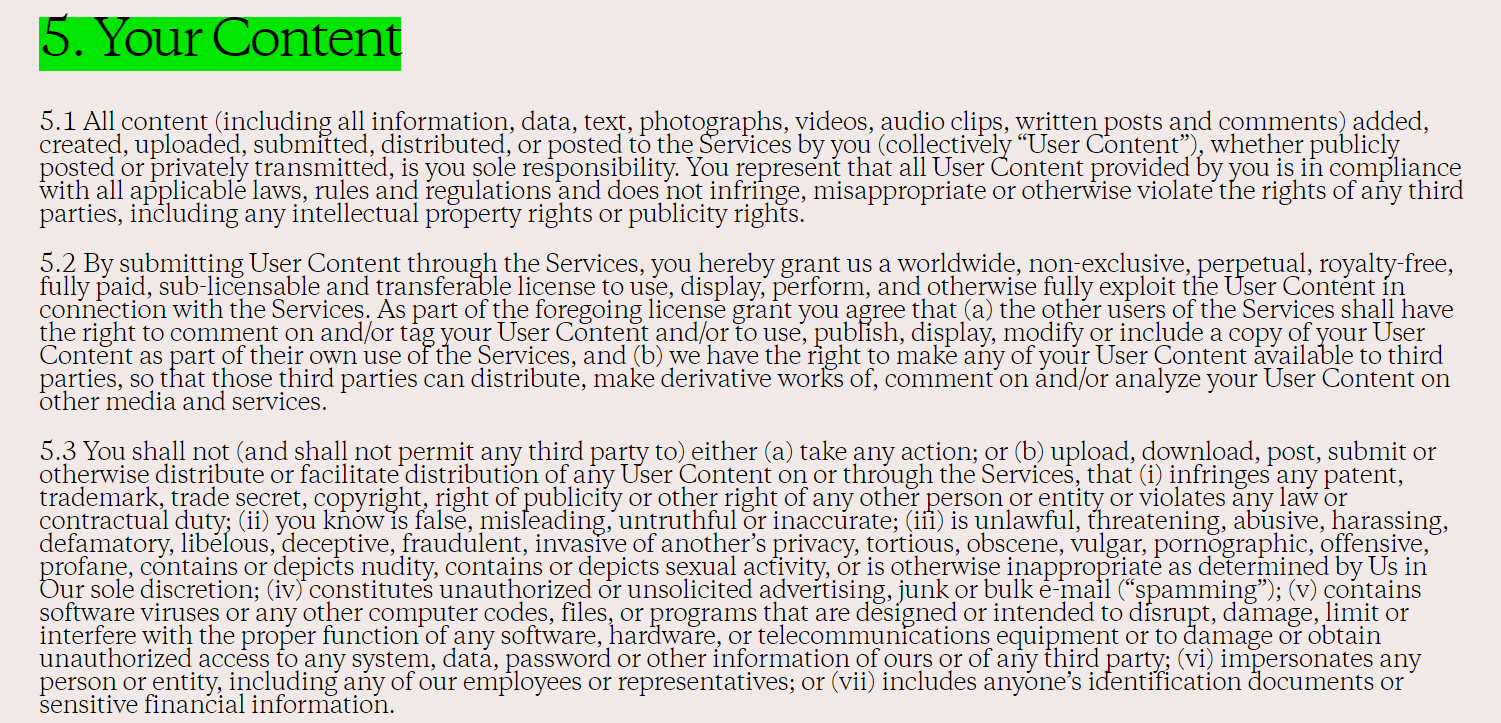 5. Your Content
5.1 All content (including all information, data, text, photographs, videos, audio clips, written posts and comments) added,
created, uploaded, submitted, distributed, or posted to the Services by you (collectively “User Content”), whether publicly
posted or privately transmitted, is you sole responsibility. You represent that all User Content provided by you is in compliance
with all applicable laws, rules and regulations and does not infringe, misappropriate or otherwise violate the rights of any third
parties, including any intellectual property rights or publicity rights.
5.2 By submitting User Content through the Services, you hereby grant us a worldwide, non-exclusive, perpetual, royalty-free,
fully paid, sub-licensable and transferable license to use, display, perform, and otherwise fully exploit the User Content in
connection with the Services. As part of the foregoing license grant you agree that (a) the other users of the Services shall have
the right to comment on and/or tag your User Content and/or to use, publish, display, modify or include a copy of your User
Content as part of their own use of the Services, and (b) we have the right to make any of your User Content available to third
parties, so that those third parties can distribute, make derivative works of, comment on and/or analyze your User Content on
other media and services.
5.3 You shall not (and shall not permit any third party to) either (a) take any action; or (b) upload, download, post, submit or
otherwise distribute or facilitate distribution of any User Content on or through the Services, that (i) infringes any patent,
trademark, trade secret, copyright, right of publicity or other right of any other person or entity or violates any law or
contractual duty; (ii) you know is false, misleading, untruthful or inaccurate; (iii) is unlawful, threatening, abusive, harassing,
defamatory, libelous, deceptive, fraudulent, invasive of another’s privacy, tortious, obscene, vulgar, pornographic, offensive,
profane, contains or depicts nudity, contains or depicts sexual activity, or is otherwise inappropriate as determined by Us in
Our sole discretion; (iv) constitutes unauthorized or unsolicited advertising, junk or bulk e-mail (“spamming”); (v) contains
software viruses or any other computer codes, files, or programs that are designed or intended to disrupt, damage, limit or
interfere with the proper function of any software, hardware, or telecommunications equipment or to damage or obtain
unauthorized access to any system, data, password or other information of ours or of any third party; (vi) impersonates any
person or entity, including any of our employees or representatives; or (vii) includes anyone’s identification documents or
sensitive financial information.